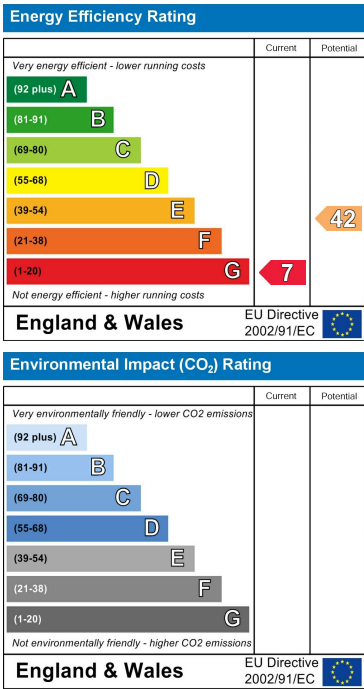 Energy Efficiency Rating
Current Potential
Very energy efficient - lower running costs
(92 plus) A
(81-91) B
(69-80) C
(55-68) D
(39-54) E
42
(21-38) F
(1-20) G
7
Not energy efficient - higher running costs
England & Wales
EU Directive
2002/91/EC
Environmental Impact (CO₂) Rating
Current Potential
Very environmentally friendly - lower CO2 emissions
(92 plus) A
(81-91) B
(69-80) C
(55-68) D
(39-54) E
(21-38) F
(1-20) G
Not environmentally friendly - higher CO2 emissions
England & Wales
EU Directive
2002/91/EC